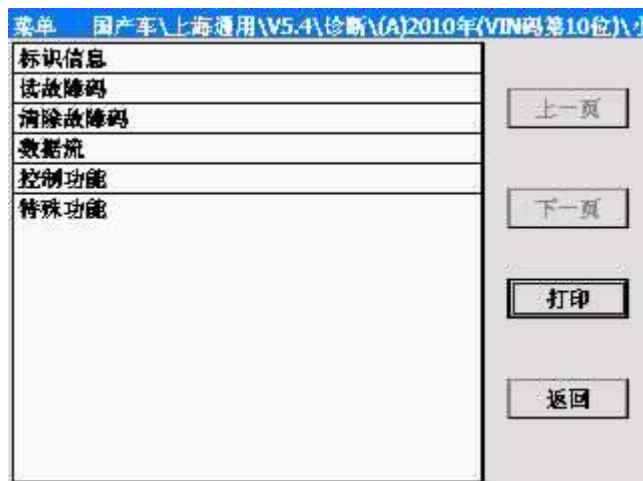 菜单 国产车\上海通用\V5.4\诊断\(A)2010年(VIN码第10位)\
标识信息
读故障码
清除故障码
数据流
控制功能
特殊功能
上一页
下一页
打印
返回